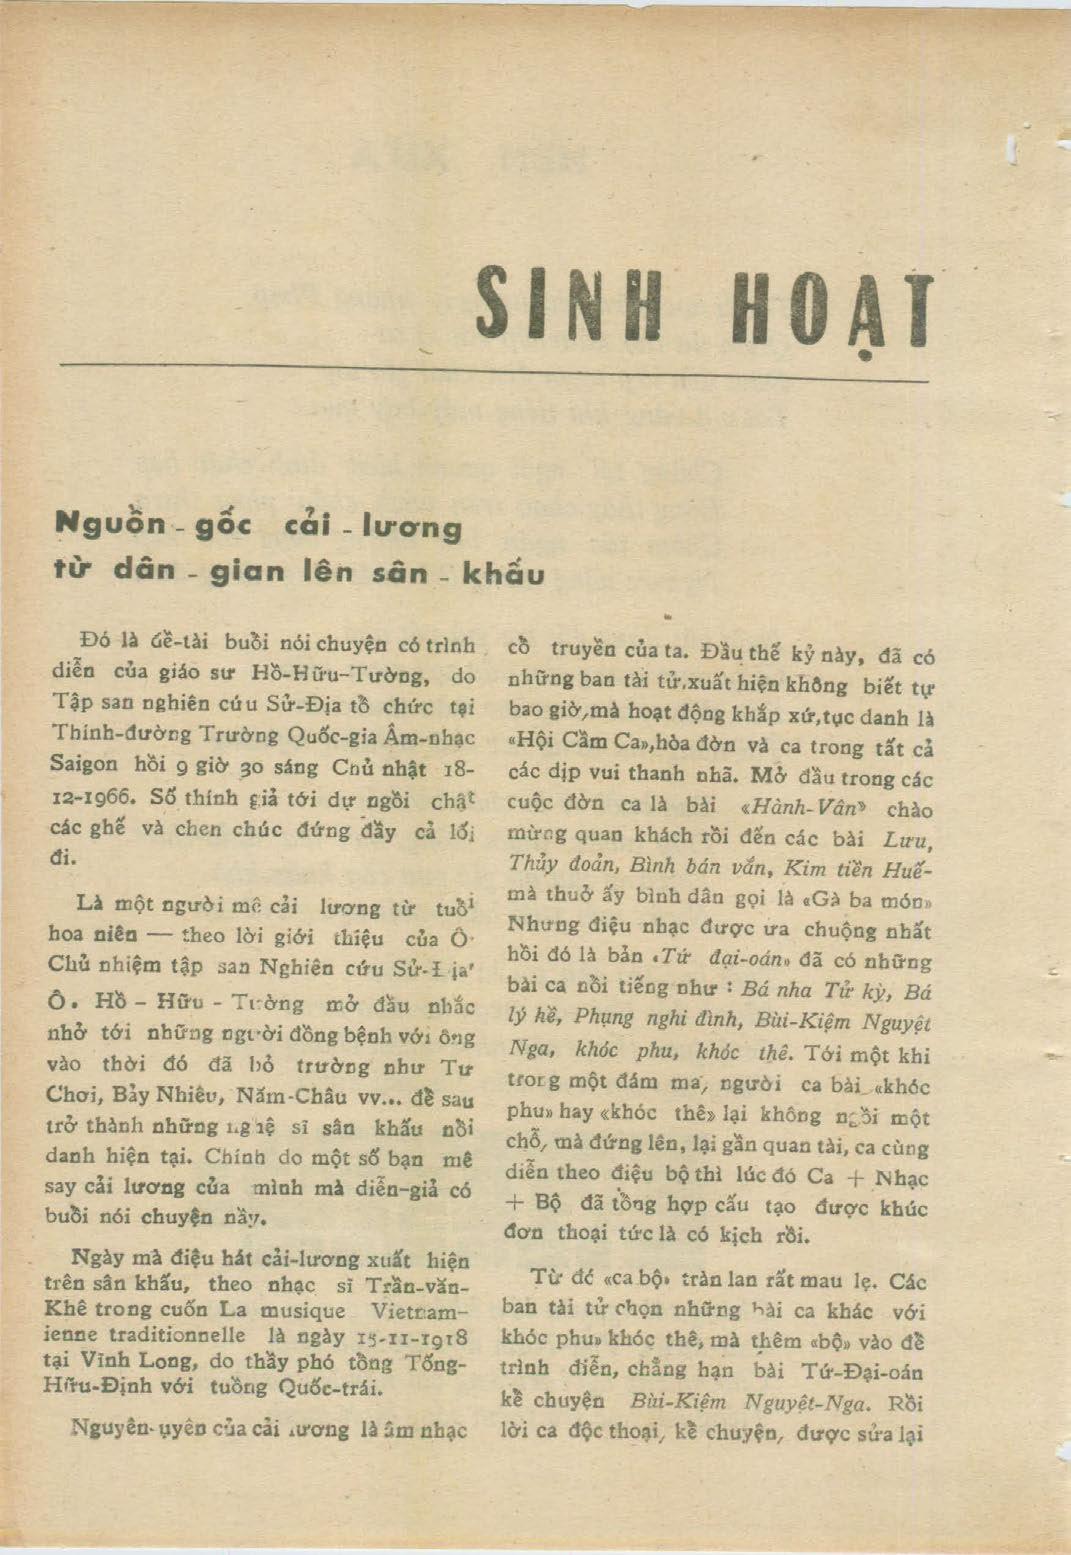 SINH HOẠT
Nguồn - gốc cải - lương
từ dân - gian lên sân - khấu
Đó là đề-tài buổi nói chuyện có trình
diễn của giáo sư Hồ-Hữu-Tường, do
Tập san nghiên cứu Sử-Địa tổ chức tại
Thính-đường Trường Quốc-gia Âm-nhạc
Saigon hồi 9 giờ 30 sáng Chủ nhật 18-
12-1966. Số thính giả tới dự ngồi chật
các ghế và chen chúc đứng đầy cả lối
đi.
Là một người mê cải lương từ tuổi
hoa niên — theo lời giới thiệu của Ô.
Chủ nhiệm tập san Nghiên cứu Sử-Địa,
Ô. Hồ - Hữu - Tường mở đầu nhắc
nhở tới những người đồng bệnh với ông
vào thời đó đã bỏ trường như Tư
Chơi, Bảy Nhiêu, Năm-Châu vv... để sau
trở thành những nghệ sĩ sân khấu nổi
danh hiện tại. Chính do một số bạn mê
say cải lương của mình mà diễn-giả có
buổi nói chuyện nầy.
Ngày mà điệu hát cải-lương xuất hiện
trên sân khấu, theo nhạc sĩ Trần-văn-
Khê trong cuốn La musique Vietnam-
ienne traditionnelle là ngày 15-11-1918
tại Vĩnh Long, do thầy phó tổng Tống-
Hữu-Định với tuồng Quốc-trái.
Nguyên-uyên của cải lương là âm nhạc
cổ truyền của ta. Đầu thế kỷ này, đã có
những ban tài tử, xuất hiện không biết tự
bao giờ, mà hoạt động khắp xứ, tục danh là
«Hội Cầm Ca», hòa đờn và ca trong tất cả
các dịp vui thanh nhã. Mở đầu trong các
cuộc đờn ca là bài «Hành-Vân» chào
mừng quan khách rồi đến các bài Lưu,
Thủy đoản, Bình bán vắn, Kim tiền Huế-
mà thuở ấy bình dân gọi là «Gà ba món»
Nhưng điệu nhạc được ưa chuộng nhất
hồi đó là bản «Tứ đại-oán» đã có những
bài ca nổi tiếng như : Bá nha Tử kỳ, Bá
lý hề, Phụng nghi đình, Bùi-Kiệm Nguyệt
Nga, khóc phu, khóc thê. Tới một khi
trong một đám ma, người ca bài «khóc
phu» hay «khóc thê» lại không ngồi một
chỗ, mà đứng lên, lại gần quan tài, ca cùng
diễn theo điệu bộ thì lúc đó Ca + Nhạc
+ Bộ đã tổng hợp cấu tạo được khúc
đơn thoại tức là có kịch rồi.
Từ đó «ca bộ» tràn lan rất mau lẹ. Các
ban tài tử chọn những bài ca khác với
khóc phu» khóc thê, mà thêm «bộ» vào để
trình diễn, chẳng hạn bài Tứ-Đại-oán
kể chuyện Bùi-Kiệm Nguyệt-Nga. Rồi
lời ca độc thoại, kể chuyện, được sửa lại